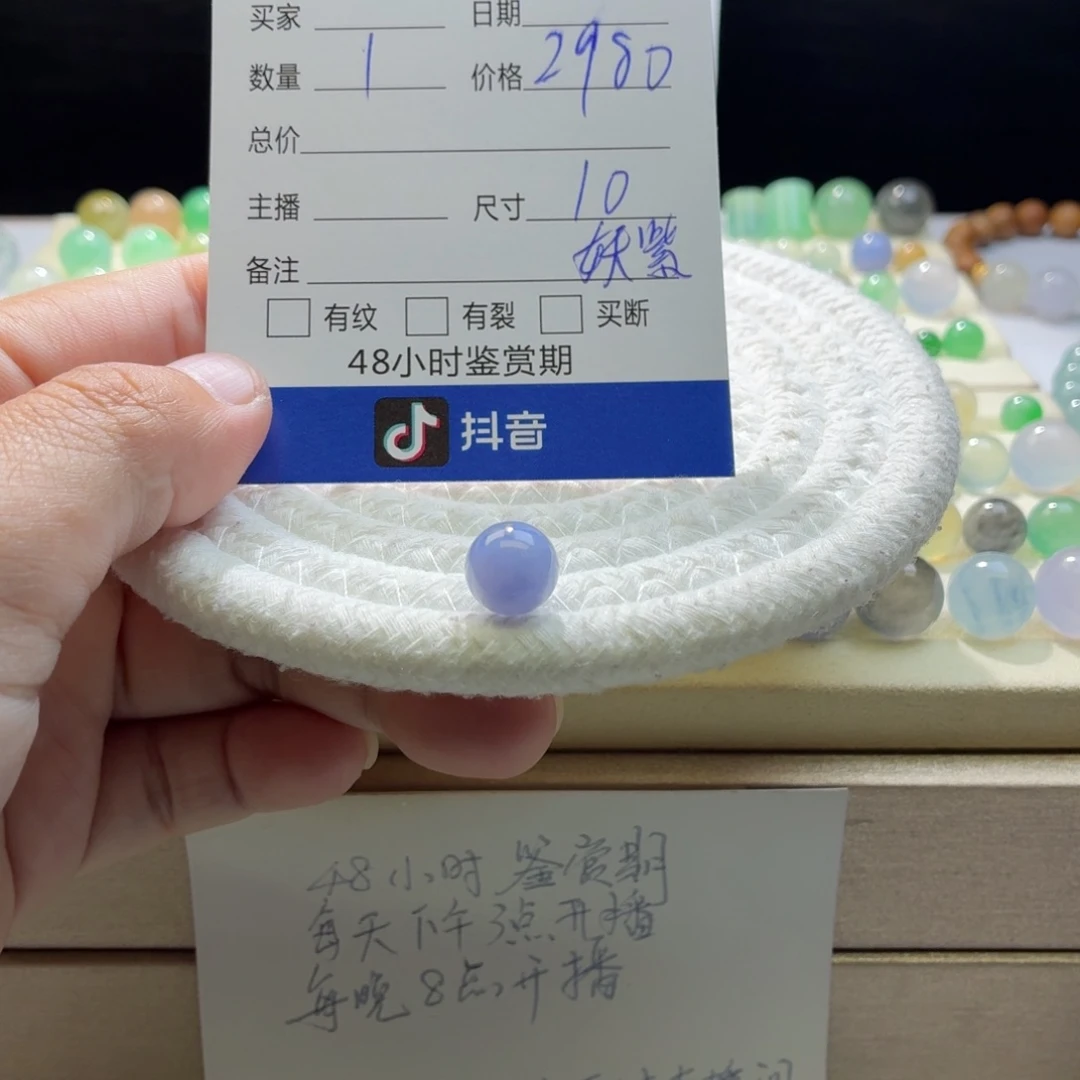 买家 日期
数量 1 价格 2980
总价
主播 尺寸 10
备注 妖紫
有纹 有裂 买断
48小时鉴赏期
抖音
48小时鉴赏期
每天下午3点开播
每晚8点开播